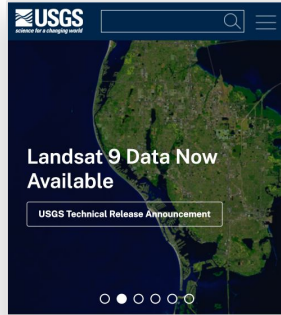 USGS
science for a changing world
Landsat 9 Data Now
Available
USGS Technical Release Announcement